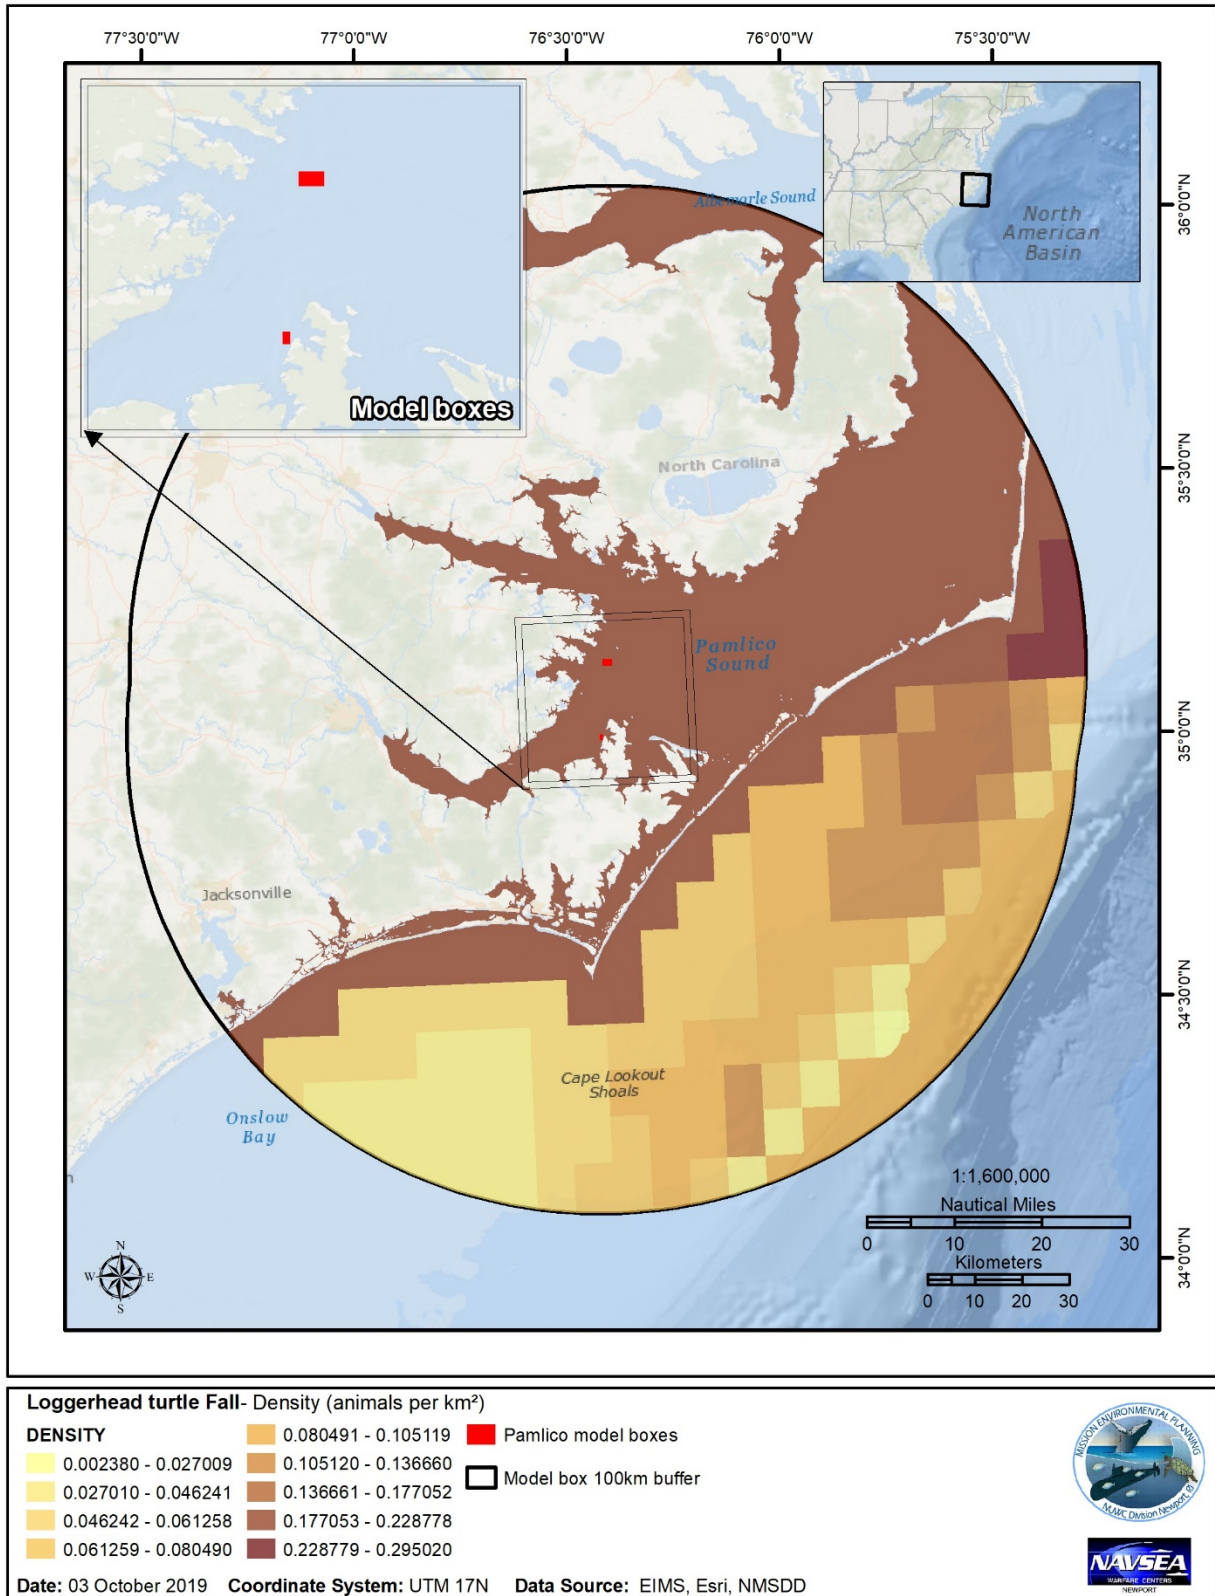 77°30'0"W 77°0'0"W 76°30'0"W 76°0'0"W 75°30'0"W
36°0'0"N
35°30'0"N
35°0'0"N
34°30'0"N
34°0'0"N
Model boxes
North
American
Basin
Albemarle Sound
North Carolina
Pamlico
Sound
Jacksonville
Cape Lookout
Shoals
Onslow
Bay
1:1,600,000
Nautical Miles
0 10 20 30
Kilometers
0 10 20 30
N
W E
S
Loggerhead turtle Fall- Density (animals per km²)
DENSITY
0.002380 - 0.027009
0.027010 - 0.046241
0.046242 - 0.061258
0.061259 - 0.080490
0.080491 - 0.105119
0.105120 - 0.136660
0.136661 - 0.177052
0.177053 - 0.228778
0.228779 - 0.295020
Pamlico model boxes
Model box 100km buffer
MISSION ENVIRONMENTAL PLANNING
NUWC Division Newport, RI
NAVSEA
WARFARE CENTERS
NEWPORT
Date: 03 October 2019 Coordinate System: UTM 17N Data Source: EIMS, Esri, NMSDD